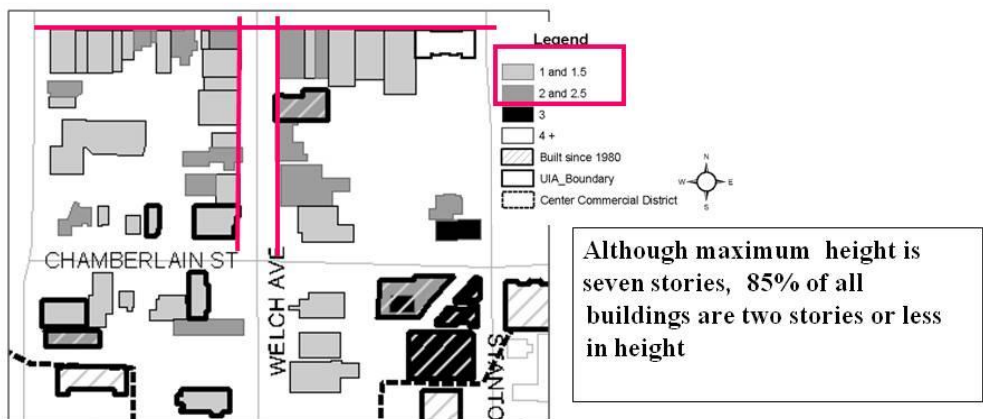 Legend
1 and 1.5
2 and 2.5
3
4 +
Built since 1980
UIA_Boundary
Center Commercial District
N
W E
S
CHAMBERLAIN ST
WELCH AVE
STANTO
Although maximum height is
seven stories, 85% of all
buildings are two stories or less
in height